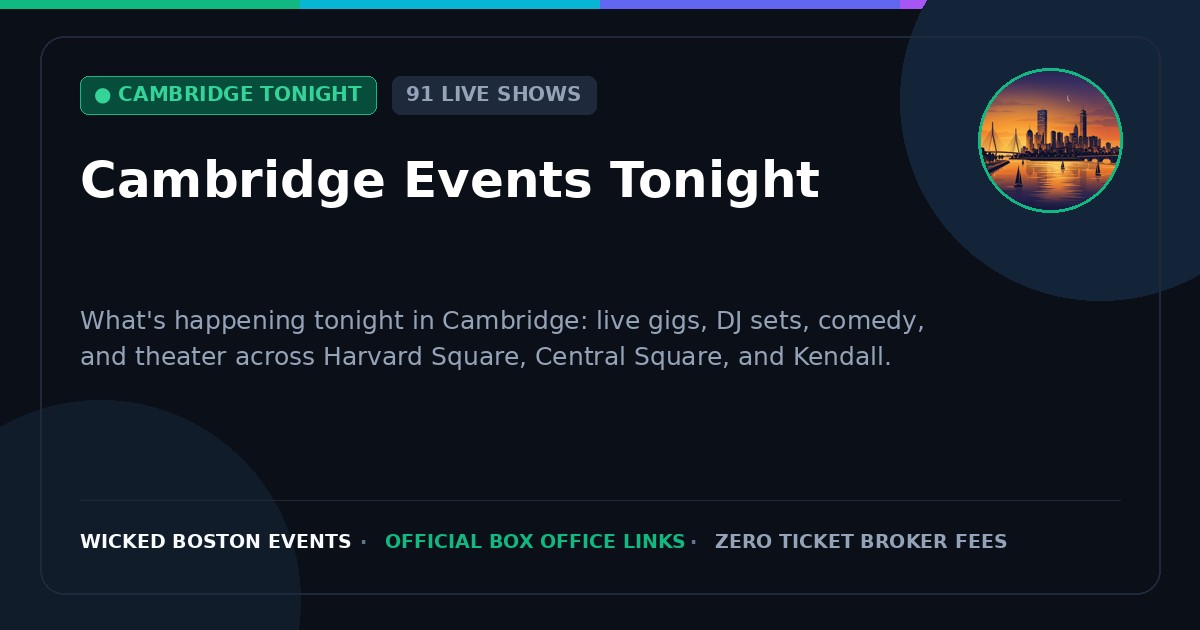 CAMBRIDGE TONIGHT
91 LIVE SHOWS
Cambridge Events Tonight
What's happening tonight in Cambridge: live gigs, DJ sets, comedy,
and theater across Harvard Square, Central Square, and Kendall.
WICKED BOSTON EVENTS · OFFICIAL BOX OFFICE LINKS · ZERO TICKET BROKER FEES